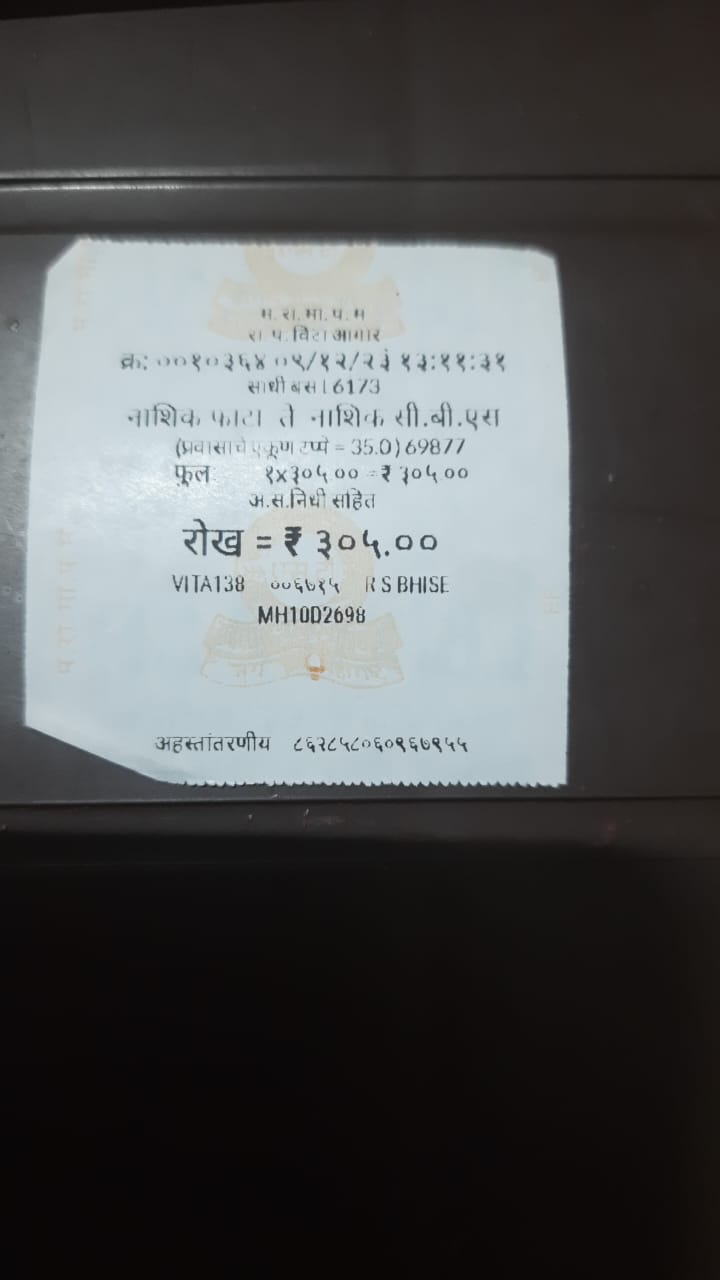 म. रा. मा. प. म
रा. प. विटा आगार
क्र: ००१०३६४ ०९/१२/२३ १३:११:३१
साधी बस । 6173
नाशिक फाटा ते नाशिक सी.बी.एस
(प्रवासाचे एकूण टप्पे = 35.0) 69877
फूल १x३०५.०० = ₹ ३०५.००
अ.स.निधी सहित
रोख = ₹ ३०५.००
VITA138 ००६७१५ R S BHISE
MH10D2698
अहस्तांतरणीय ८६२८५८०६०९६७९५५